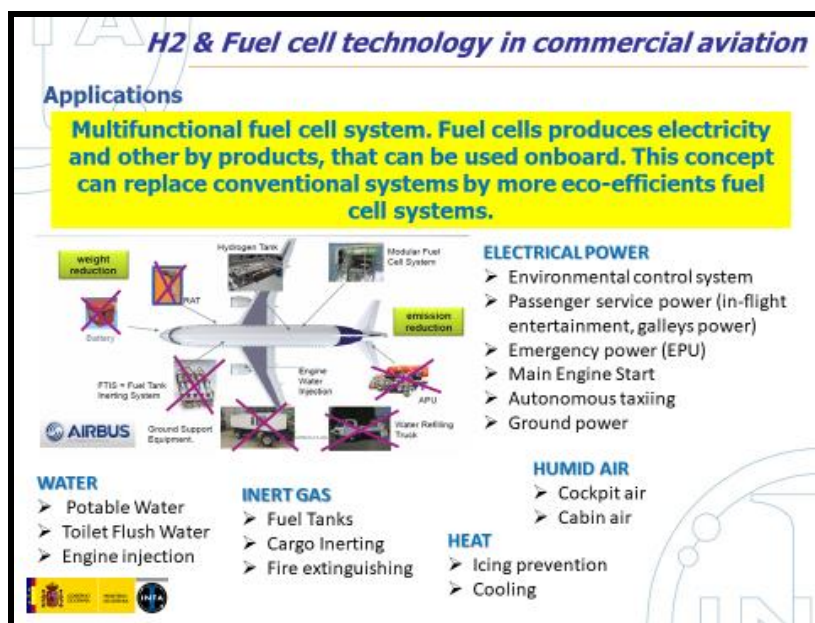 H2 & Fuel cell technology in commercial aviation
Applications
Multifunctional fuel cell system. Fuel cells produces electricity
and other by products, that can be used onboard. This concept
can replace conventional systems by more eco-efficients fuel
cell systems.
weight
reduction
Hydrogen Tank
Modular Fuel
Cell System
RAT
Battery
emission
reduction
FTIS = Fuel Tank
Inerting System
Engine
Water
Injection
APU
AIRBUS
Ground Support
Equipment.
Water Refilling
Truck
ELECTRICAL POWER
➢ Environmental control system
➢ Passenger service power (in-flight
entertainment, galleys power)
➢ Emergency power (EPU)
➢ Main Engine Start
➢ Autonomous taxiing
➢ Ground power
WATER
➢ Potable Water
➢ Toilet Flush Water
➢ Engine injection
INERT GAS
➢ Fuel Tanks
➢ Cargo Inerting
➢ Fire extinguishing
HUMID AIR
➢ Cockpit air
➢ Cabin air
HEAT
➢ Icing prevention
➢ Cooling
INTA